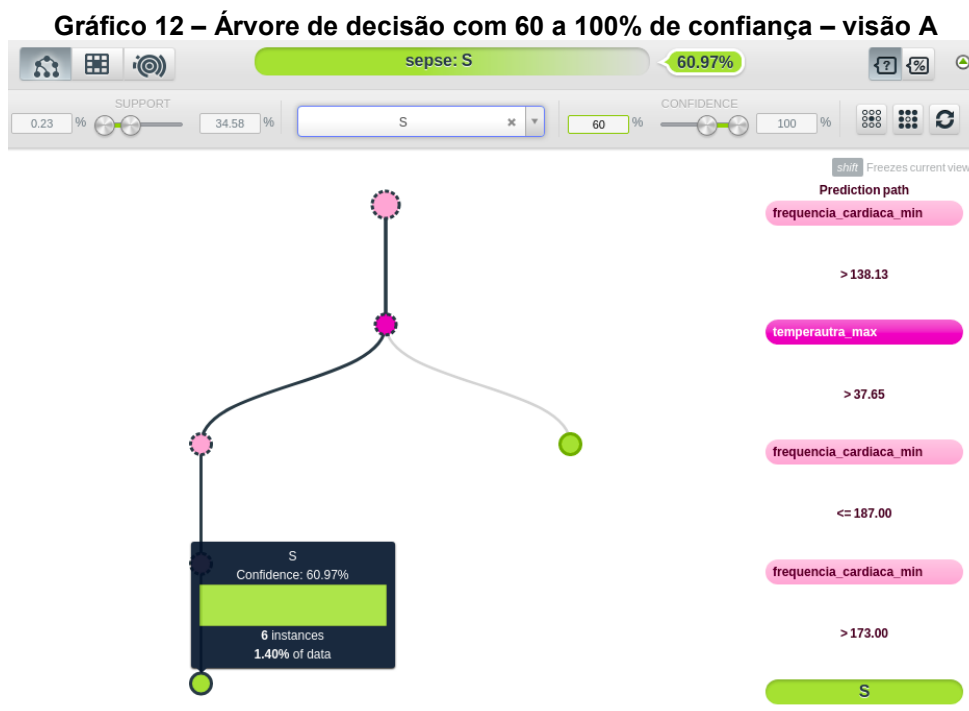 Gráfico 12 – Árvore de decisão com 60 a 100% de confiança – visão A
sepse: S
60.97%
SUPPORT
0.23 %
34.58 %
S
CONFIDENCE
60 %
100 %
shift Freezes current view
Prediction path
frequencia_cardiaca_min
> 138.13
temperautra_max
> 37.65
frequencia_cardiaca_min
<= 187.00
frequencia_cardiaca_min
> 173.00
S
S
Confidence: 60.97%
6 instances
1.40% of data